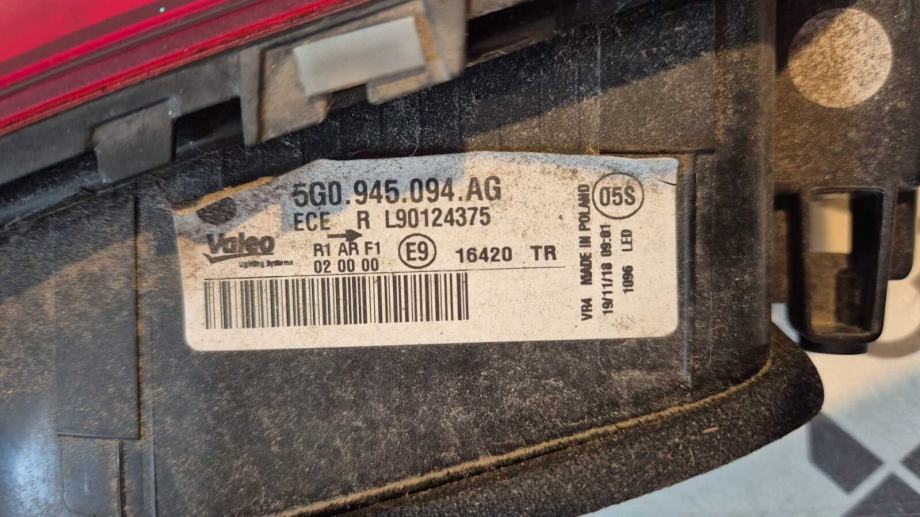 5G0.945.094.AG
ECE R L90124375
Valeo
Lighting Systems
R1 AR F1
02 00 00
E9
16420 TR
05S
VR4 MADE IN POLAND
19/11/18 09:01
1096 LED